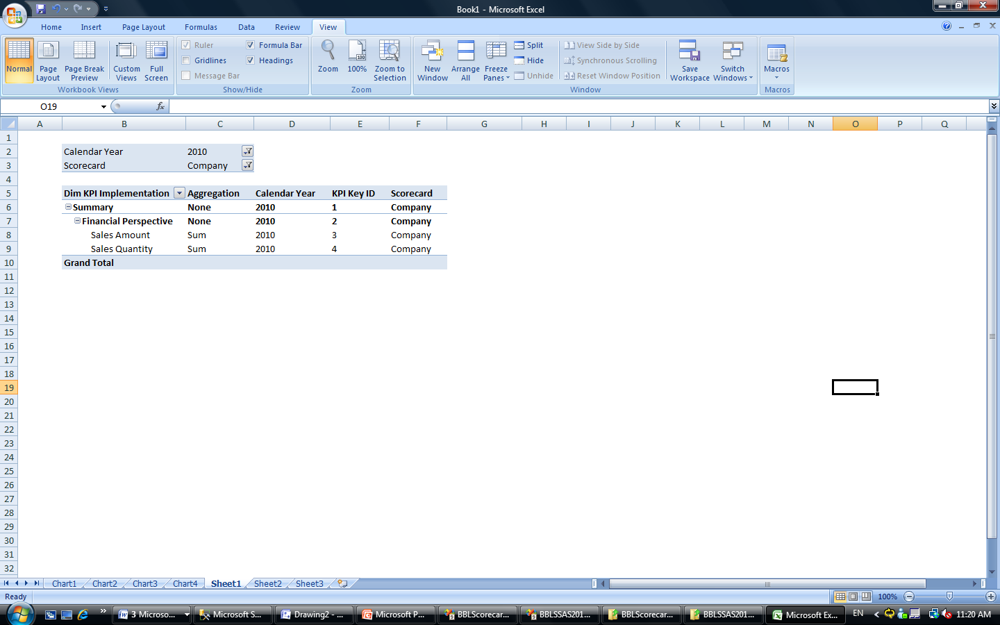 Book1 - Microsoft Excel
Home Insert Page Layout Formulas Data Review View
Normal Page Layout Page Break Preview Custom Views Full Screen
Workbook Views
Ruler Formula Bar
Gridlines Headings
Message Bar
Show/Hide
Zoom 100% Zoom to Selection
Zoom
New Window Arrange All Freeze Panes
Split
Hide
Unhide
View Side by Side
Synchronous Scrolling
Reset Window Position
Save Workspace Switch Windows
Window
Macros
Macros
O19 fx
A B C D E F G H I J K L M N O P Q
1
2 Calendar Year 2010
3 Scorecard Company
4
5 Dim KPI Implementation Aggregation Calendar Year KPI Key ID Scorecard
6 Summary None 2010 1 Company
7 Financial Perspective None 2010 2 Company
8 Sales Amount Sum 2010 3 Company
9 Sales Quantity Sum 2010 4 Company
10 Grand Total
11
12
13
14
15
16
17
18
19
20
21
22
23
24
25
26
27
28
29
30
31
32
Chart1 Chart2 Chart3 Chart4 Sheet1 Sheet2 Sheet3
Ready 100%
3 Microso... Microsoft S... Drawing2 - ... Microsoft P... BBLScorecar... BBLSSAS201... BBLScorecar... BBLSSAS201... Microsoft Ex... EN 11:20 AM